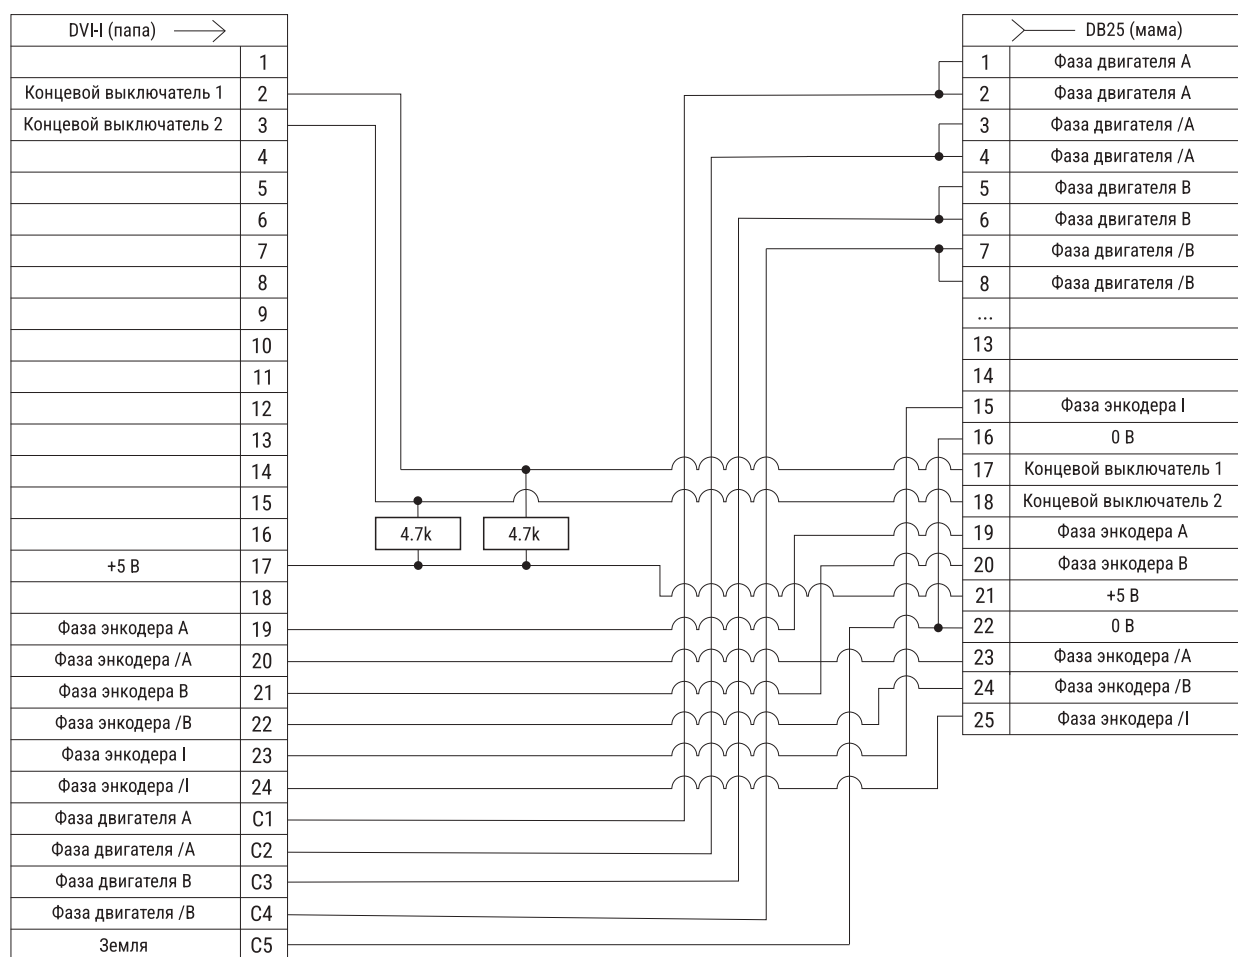 DVI-I (папа)
1
Концевой выключатель 1 2
Концевой выключатель 2 3
4
5
6
7
8
9
10
11
12
13
14
15
16
+5 В 17
18
Фаза энкодера A 19
Фаза энкодера /A 20
Фаза энкодера B 21
Фаза энкодера /B 22
Фаза энкодера I 23
Фаза энкодера /I 24
Фаза двигателя A C1
Фаза двигателя /A C2
Фаза двигателя B C3
Фаза двигателя /B C4
Земля C5
4.7k
4.7k
DB25 (мама)
1 Фаза двигателя A
2 Фаза двигателя A
3 Фаза двигателя /A
4 Фаза двигателя /A
5 Фаза двигателя B
6 Фаза двигателя B
7 Фаза двигателя /B
8 Фаза двигателя /B
...
13
14
15 Фаза энкодера I
16 0 В
17 Концевой выключатель 1
18 Концевой выключатель 2
19 Фаза энкодера A
20 Фаза энкодера B
21 +5 В
22 0 В
23 Фаза энкодера /A
24 Фаза энкодера /B
25 Фаза энкодера /I